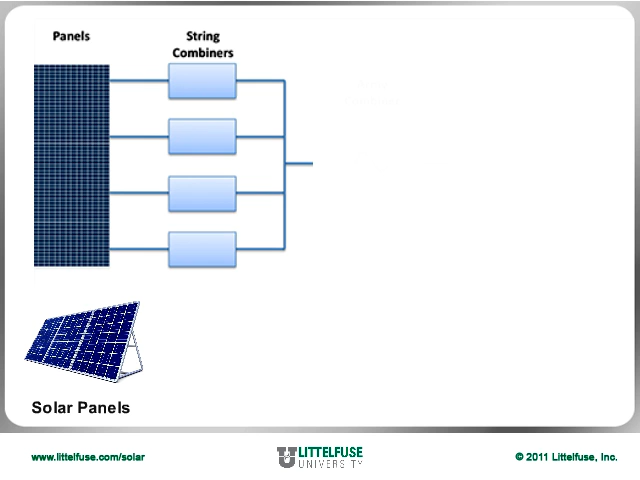 Panels
String
Combiners
Solar Panels
www.littelfuse.com/solar
LITTELFUSE
UNIVERSITY
© 2011 Littelfuse, Inc.